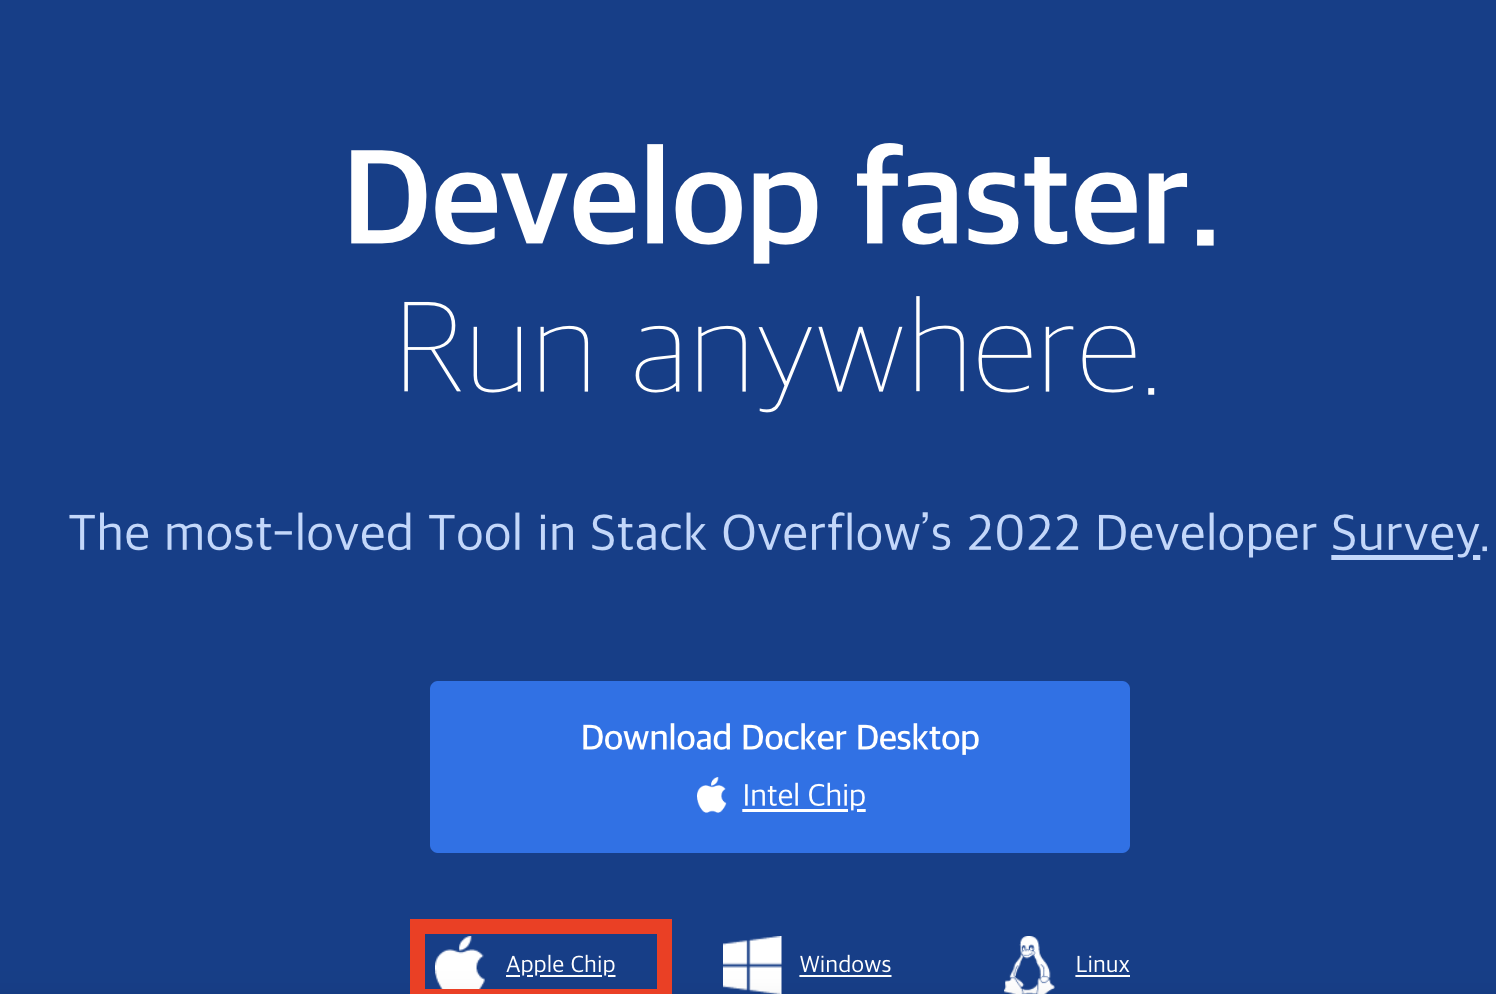 Develop faster.
Run anywhere.
The most-loved Tool in Stack Overflow’s 2022 Developer Survey.
Download Docker Desktop
Intel Chip
Apple Chip
Windows
Linux